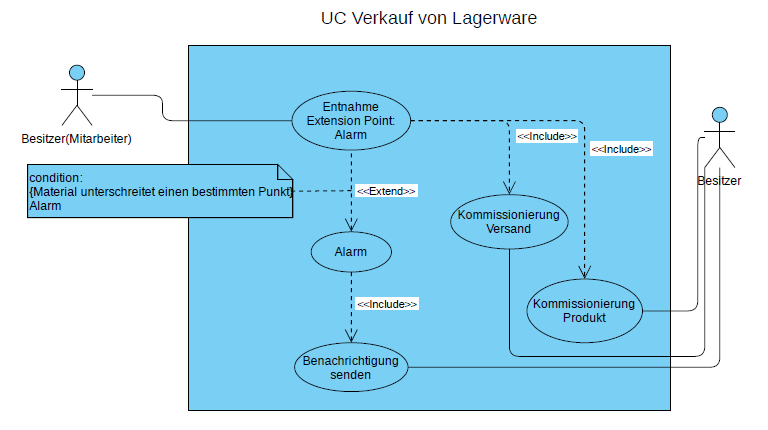 UC Verkauf von Lagerware
Besitzer(Mitarbeiter)
Entnahme
Extension Point:
Alarm
<<Include>>
<<Include>>
Besitzer
condition:
{Material unterschreitet einen bestimmten Punkt}
Alarm
<<Extend>>
Kommissionierung
Versand
Alarm
<<Include>>
Kommissionierung
Produkt
Benachrichtigung
senden